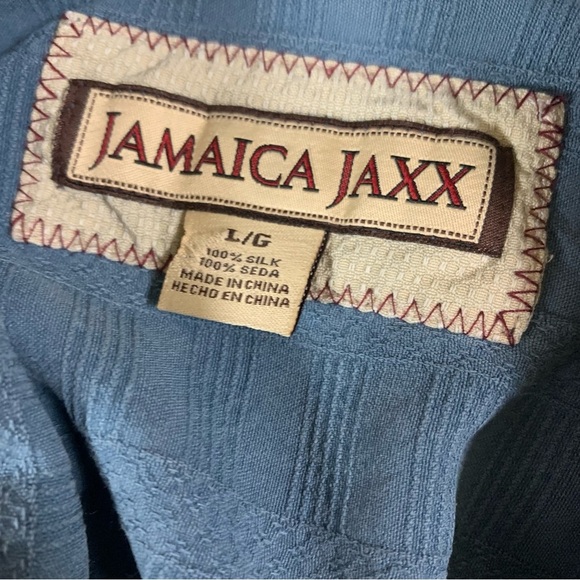 JAMAICA JAXX
L/G
100% SILK
100% SEDA
MADE IN CHINA
HECHO EN CHINA